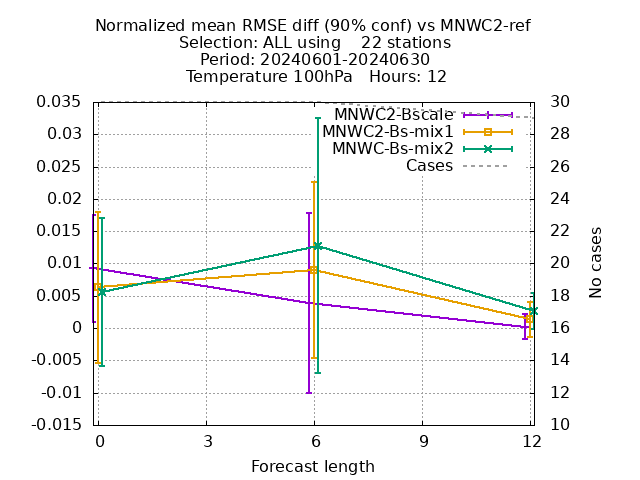 Normalized mean RMSE diff (90% conf) vs MNWC2-ref
Selection: ALL using 22 stations
Period: 20240601-20240630
Temperature 100hPa Hours: 12
MNWC2-Bscale
MNWC2-Bs-mix1
MNWC-Bs-mix2
Cases
0.035
0.03
0.025
0.02
0.015
0.01
0.005
0
-0.005
-0.01
-0.015
30
28
26
24
22
20
18
16
14
12
10
No cases
0 3 6 9 12
Forecast length